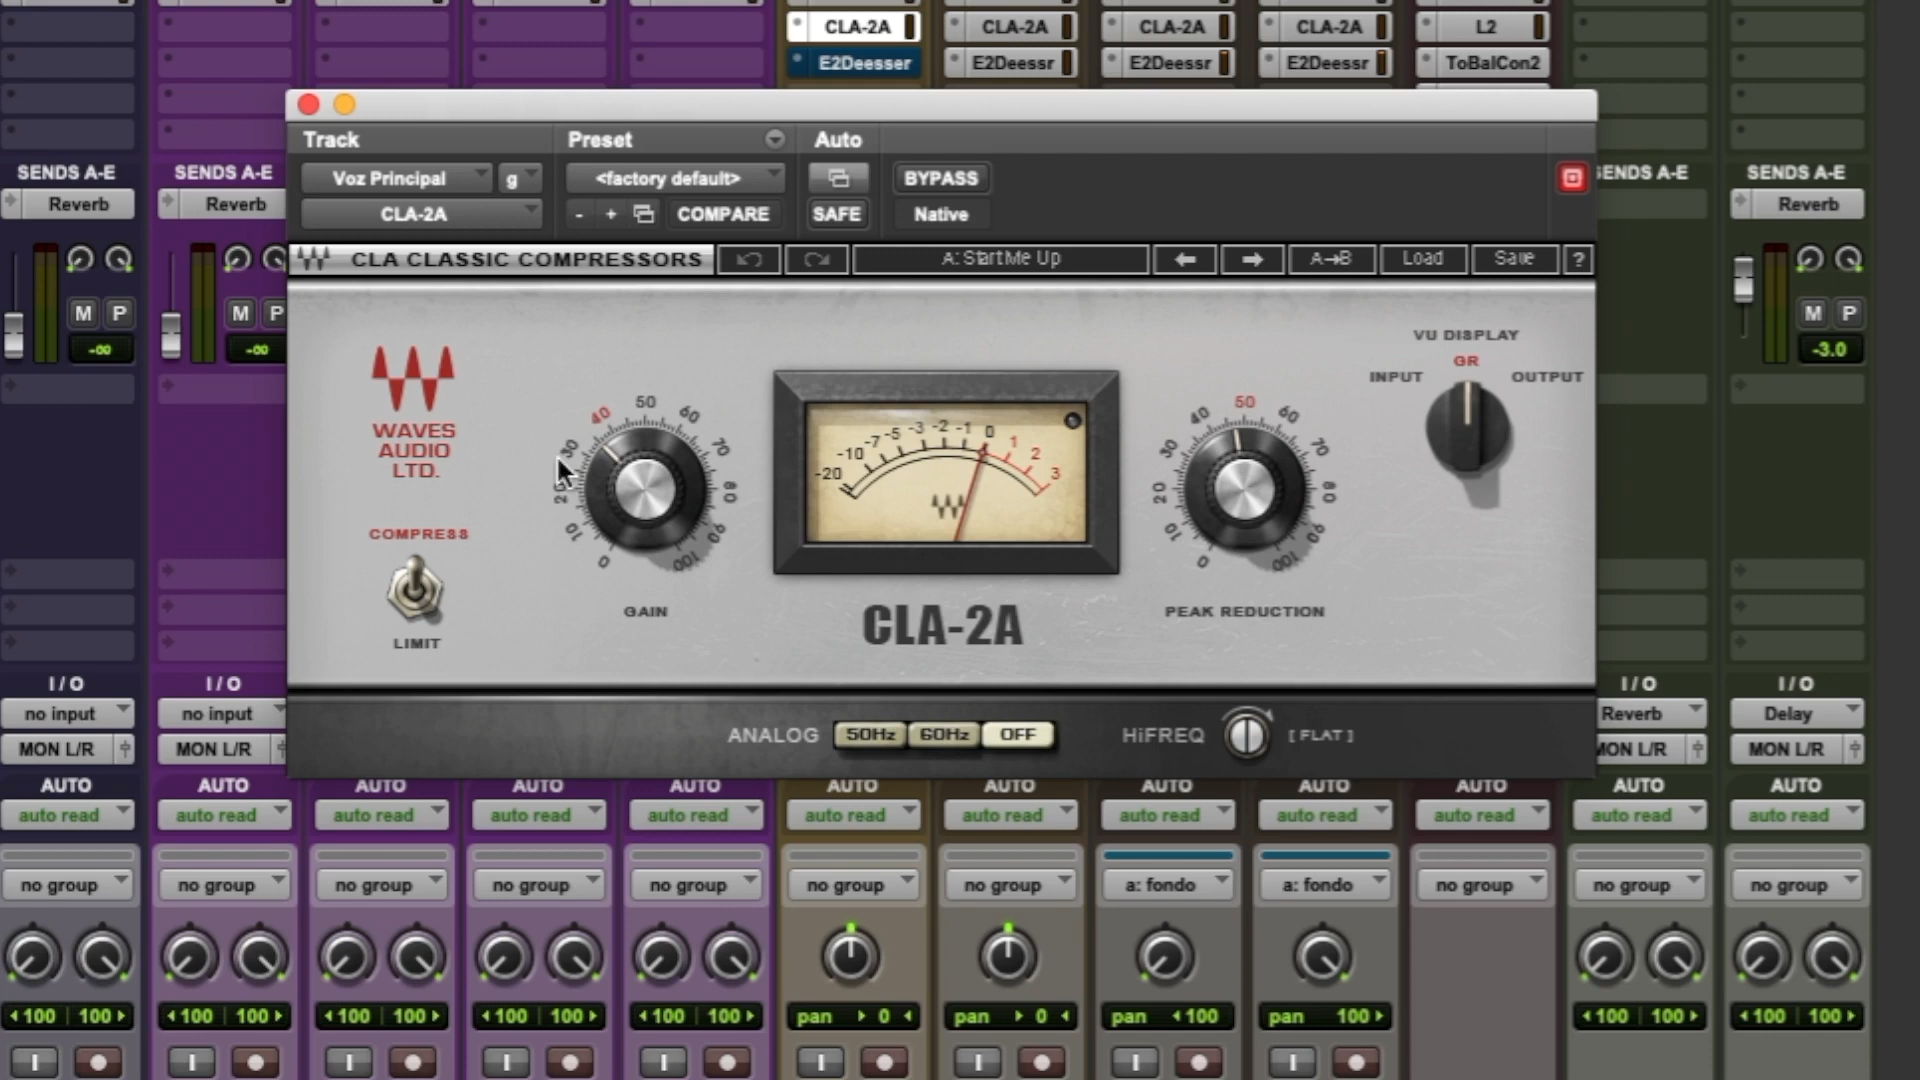 CLA-2A CLA-2A CLA-2A CLA-2A L2
E2Deesser E2Deessr E2Deessr E2Deessr ToBalCon2
Track Preset Auto
Voz Principal g <factory default> BYPASS
CLA-2A - + COMPARE SAFE Native
SENDS A-E SENDS A-E SENDS A-E SENDS A-E
Reverb Reverb Reverb
CLA CLASSIC COMPRESSORS A: StartMe Up A→B Load Save ?
M P M P M P
-∞ -∞ -3.0
WAVES
AUDIO
LTD.
COMPRESS
LIMIT
0 10 20 30 40 50 60 70 80 90 100
GAIN
-20 -10 -7 -5 -3 -2 -1 0 1 2 3
CLA-2A
0 10 20 30 40 50 60 70 80 90 100
PEAK REDUCTION
VU DISPLAY
GR
INPUT OUTPUT
ANALOG 50Hz 60Hz OFF HiFREQ [ FLAT ]
I/O I/O I/O I/O
no input no input Reverb Delay
MON L/R MON L/R MON L/R MON L/R
AUTO AUTO AUTO AUTO AUTO AUTO AUTO AUTO AUTO AUTO AUTO AUTO
auto read auto read auto read auto read auto read auto read auto read auto read auto read auto read auto read auto read
no group no group no group no group no group no group no group a: fondo a: fondo no group no group no group
100 100 100 100 100 100 100 100 100 100 pan 0 pan 0 pan 100 pan 100 100 100 100 100
I I I I I I I I I